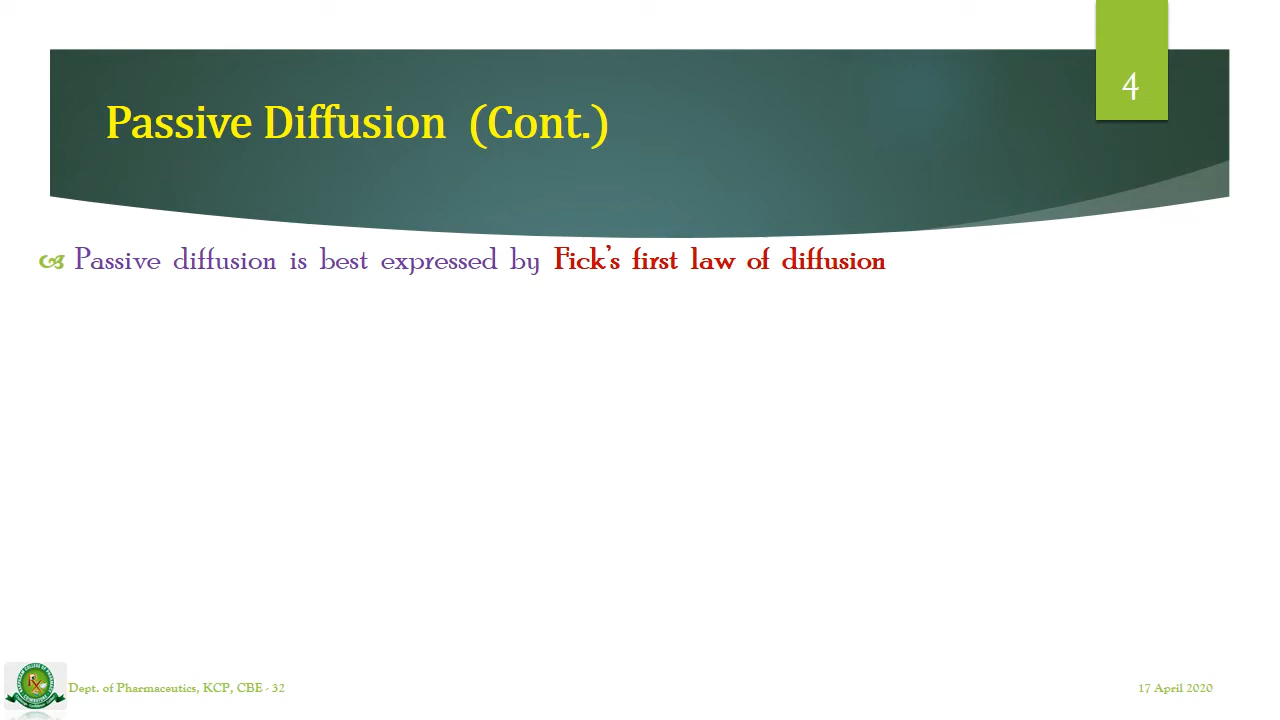 4
Passive Diffusion (Cont.)
Passive diffusion is best expressed by Fick's first law of diffusion
Dept. of Pharmaceutics, KCP, CBE - 32
17 April 2020